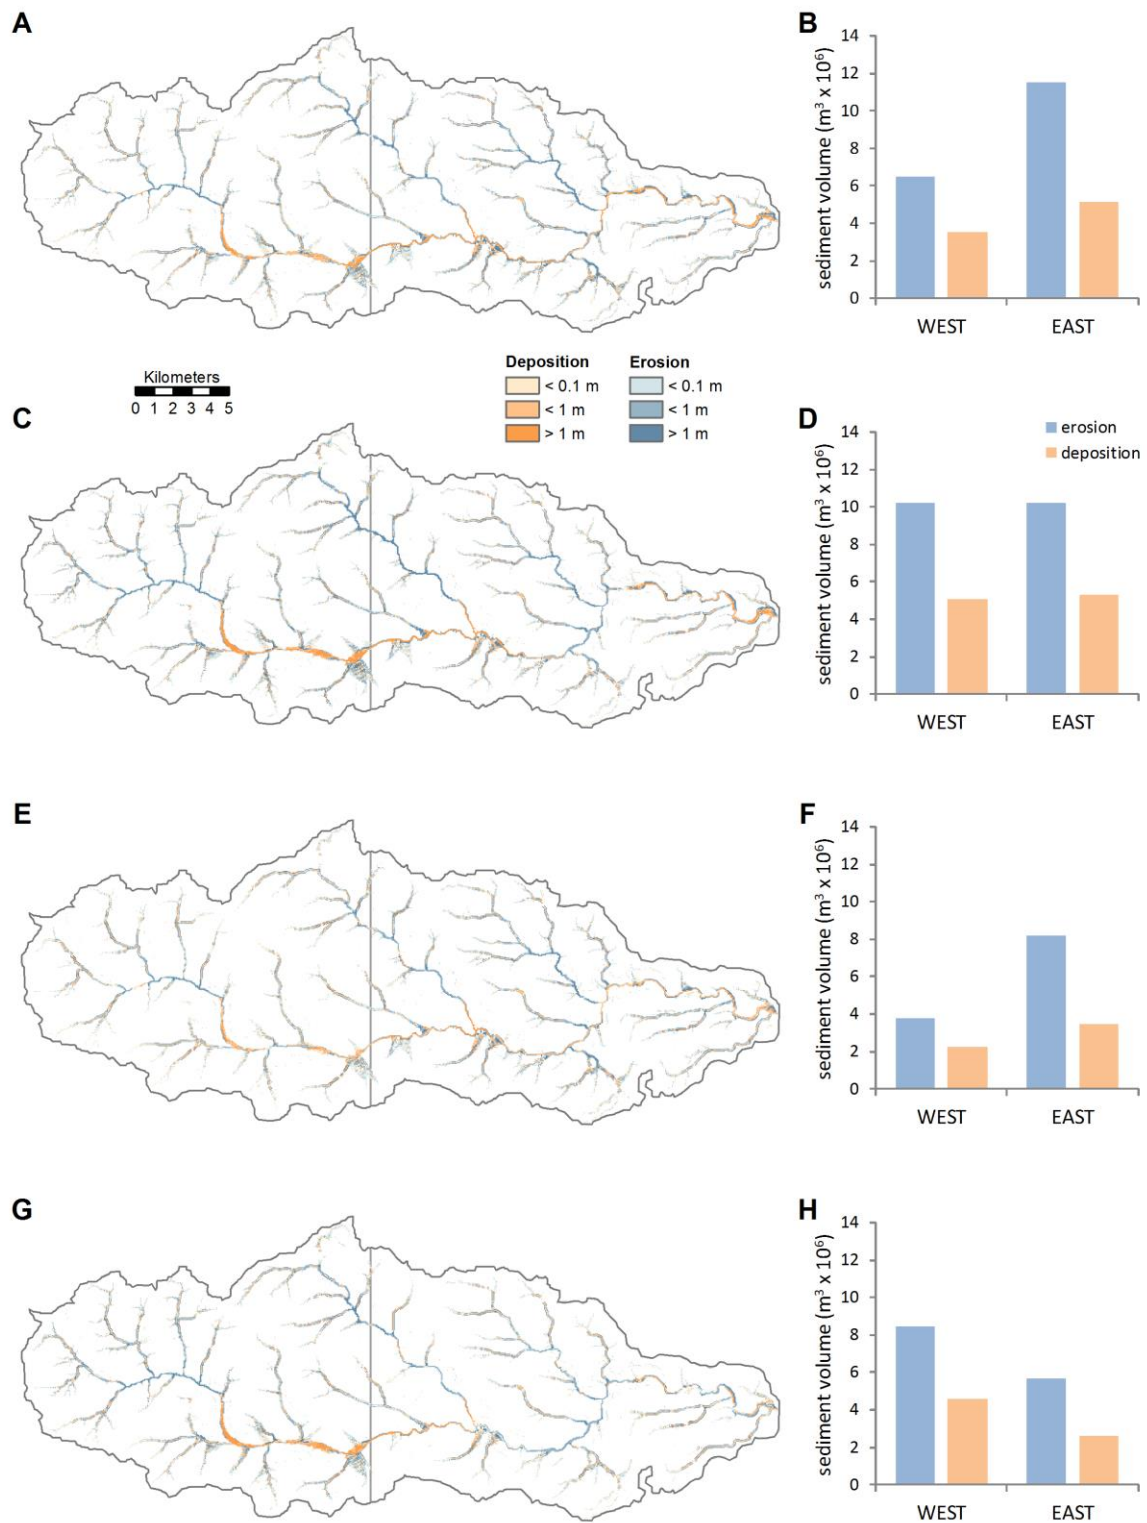 A
B
sediment volume (m³ x 10⁶)
14
12
10
8
6
4
2
0
WEST
EAST
Kilometers
0 1 2 3 4 5
Deposition
< 0.1 m
< 1 m
> 1 m
Erosion
< 0.1 m
< 1 m
> 1 m
C
D
sediment volume (m³ x 10⁶)
14
12
10
8
6
4
2
0
erosion
deposition
WEST
EAST
E
F
sediment volume (m³ x 10⁶)
14
12
10
8
6
4
2
0
WEST
EAST
G
H
sediment volume (m³ x 10⁶)
14
12
10
8
6
4
2
0
WEST
EAST